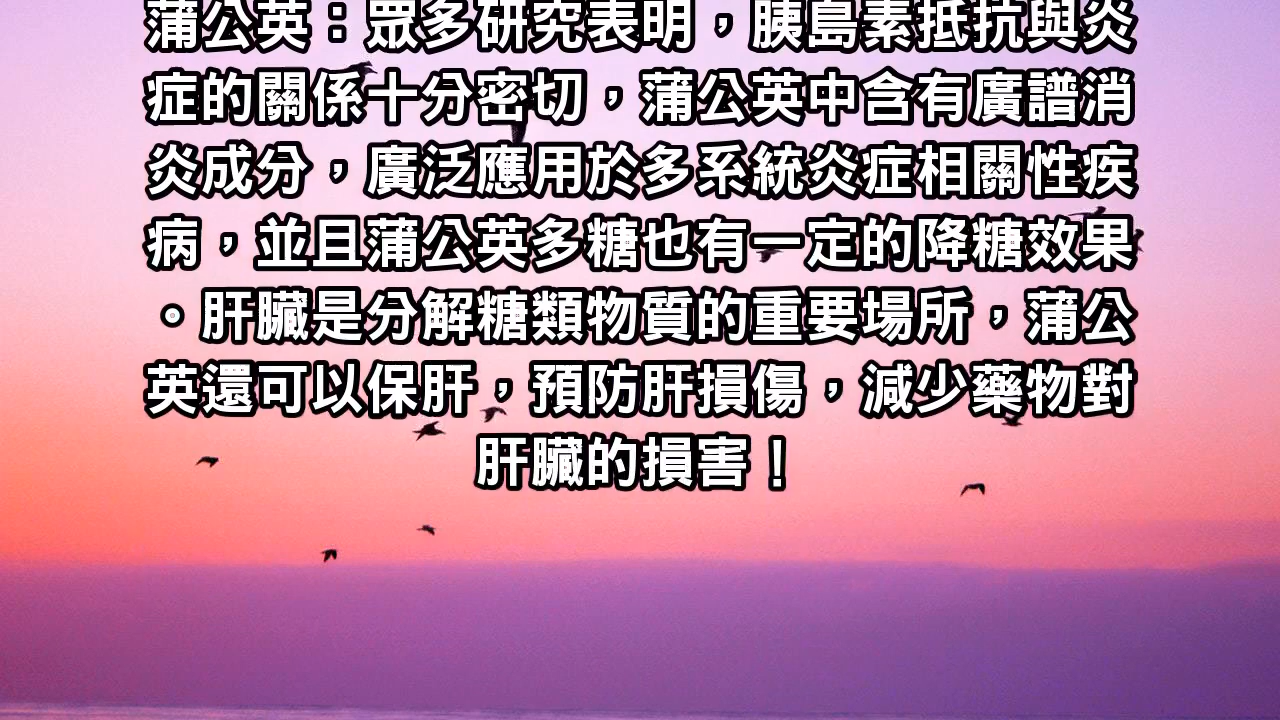 蒲公英：眾多研究表明，胰島素抵抗與炎
症的關係十分密切，蒲公英中含有廣譜消
炎成分，廣泛應用於多系統炎症相關性疾
病，並且蒲公英多糖也有一定的降糖效果
。肝臟是分解糖類物質的重要場所，蒲公
英還可以保肝，預防肝損傷，減少藥物對
肝臟的損害！